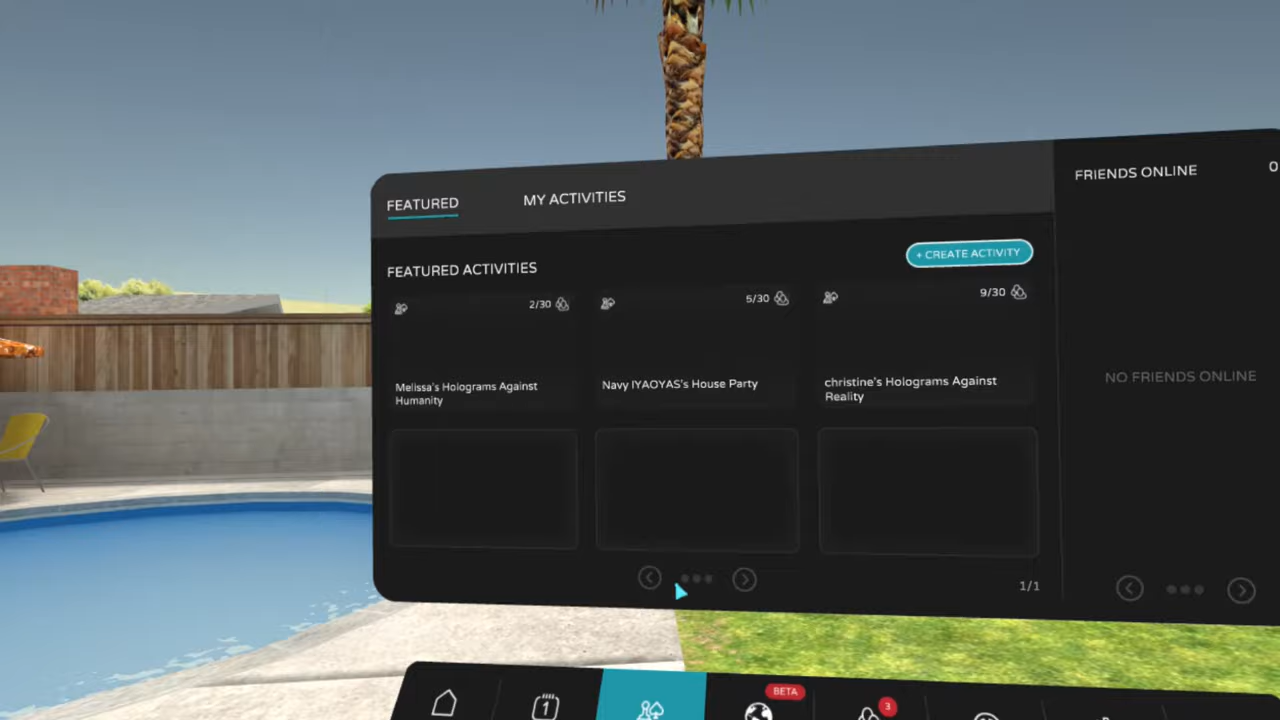 FEATURED
MY ACTIVITIES
FRIENDS ONLINE
0
FEATURED ACTIVITIES
+ CREATE ACTIVITY
2/30
5/30
9/30
Melissa's Holograms Against
Humanity
Navy IYAOYAS's House Party
christine's Holograms Against
Reality
NO FRIENDS ONLINE
1/1
BETA
1
3